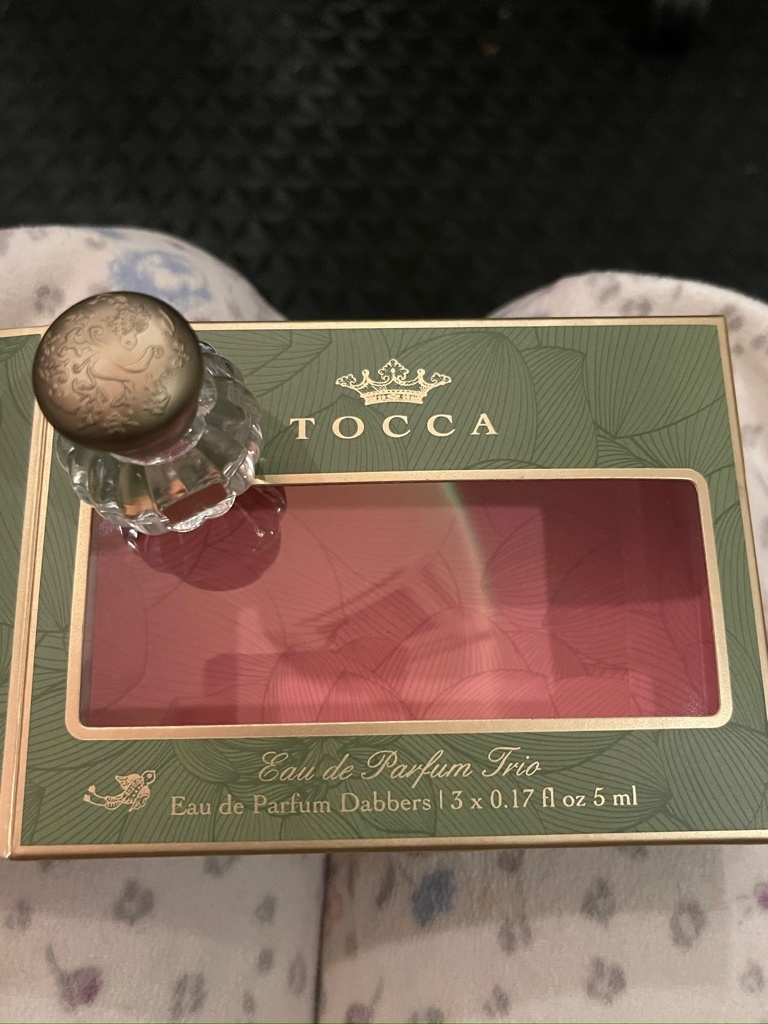 TOCCA
Eau de Parfum Trio
Eau de Parfum Dabbers | 3 x 0.17 fl oz 5 ml